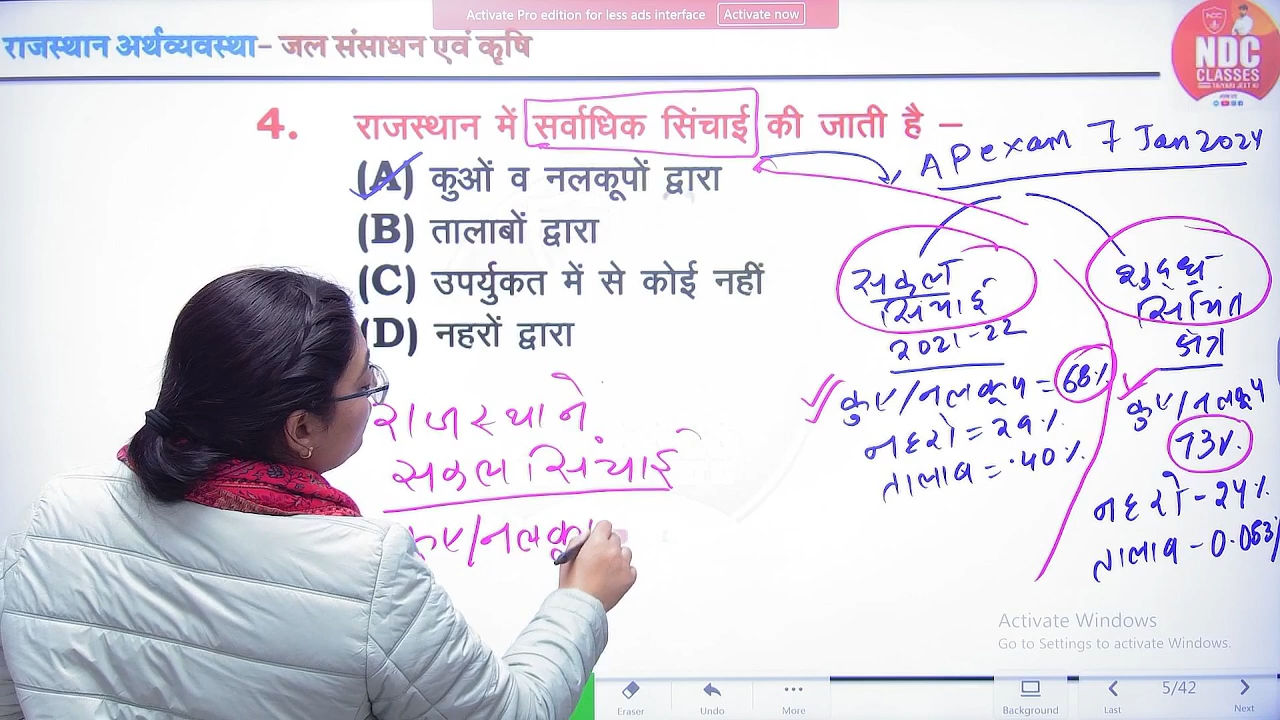 Activate Pro edition for less ads interface Activate now
राजस्थान अर्थव्यवस्था– जल संसाधन एवं कृषि
NDC
CLASSES
4. राजस्थान में सर्वाधिक सिंचाई की जाती है –
(A) कुओं व नलकूपों द्वारा
(B) तालाबों द्वारा
(C) उपर्युकत में से कोई नहीं
(D) नहरों द्वारा
AP exam 7 Jan 2024
सकल
सिंचाई
2021-22
कुए/नलकूप = 68%
नहरों = 29%
तालाब = .40%
शुद्ध
सिंचित
क्षेत्र
कुए/नलकूप
73%
नहरों - 24%
तालाब - 0.053%
राजस्थान
सकल सिंचाई
कुए/नलकू
Activate Windows
Go to Settings to activate Windows.
Eraser Undo More Background Last 5/42 Next